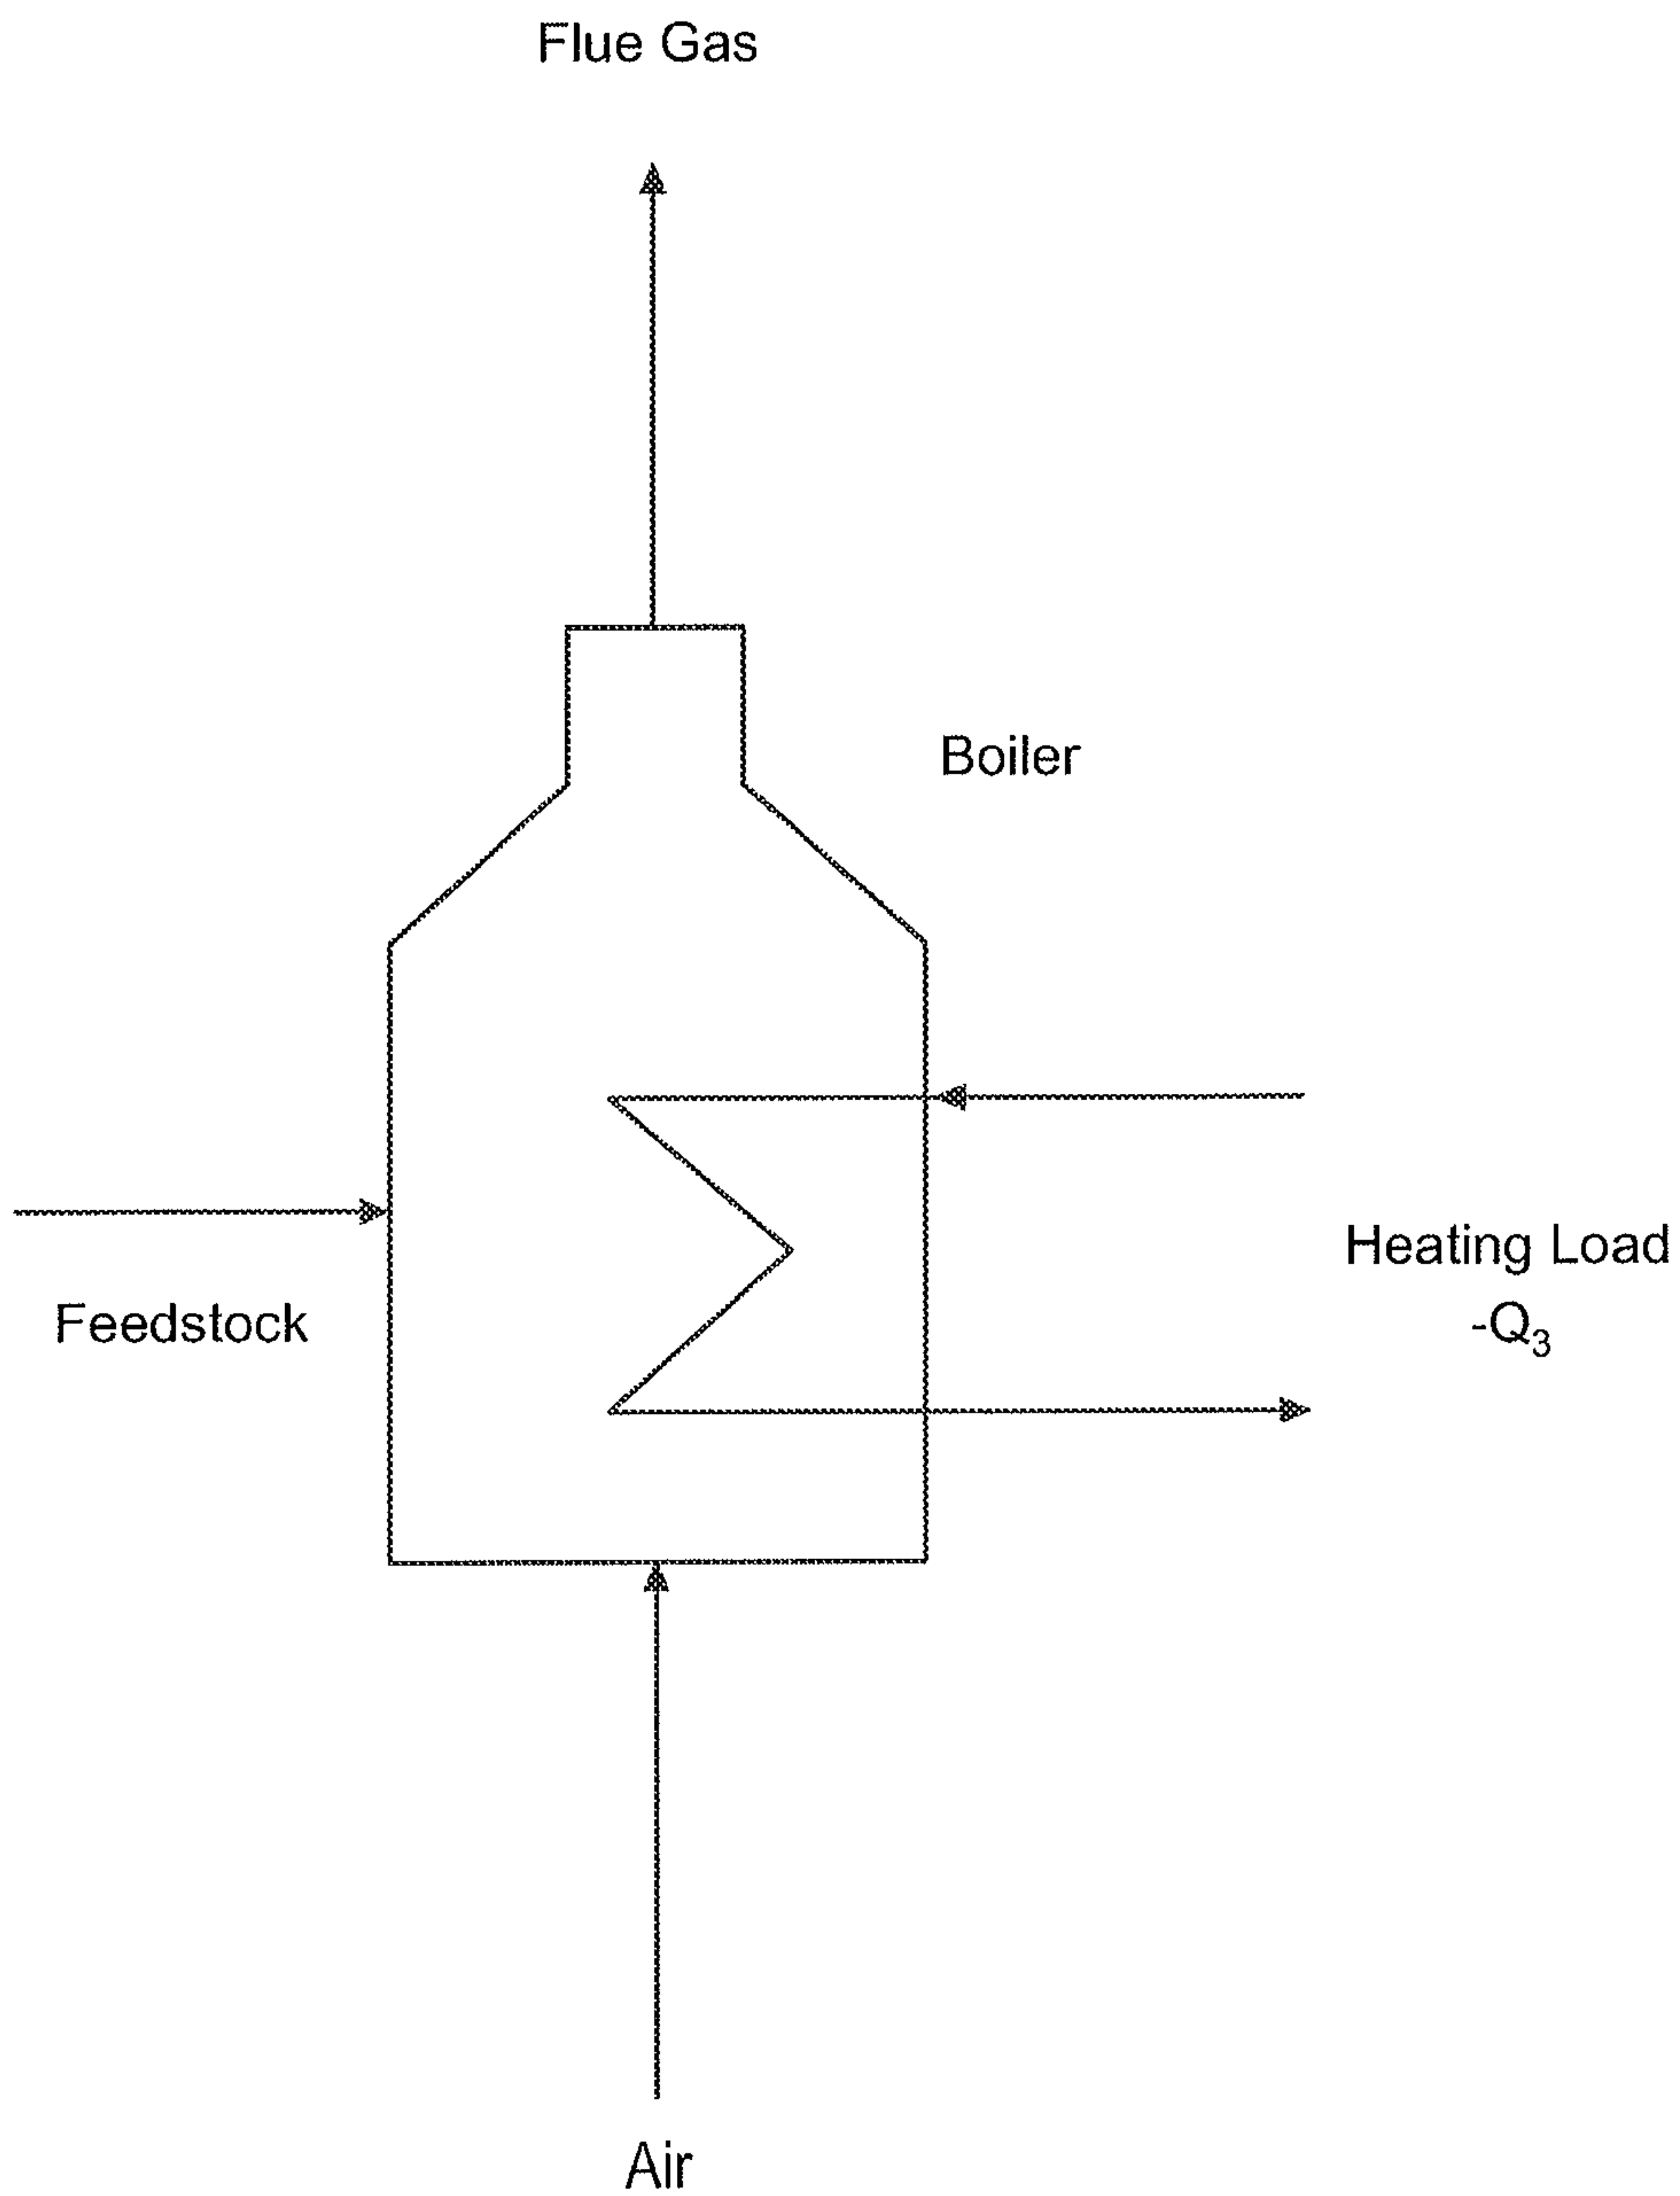 Flue Gas
Boiler
Feedstock
Heating Load
-Q₃
Air